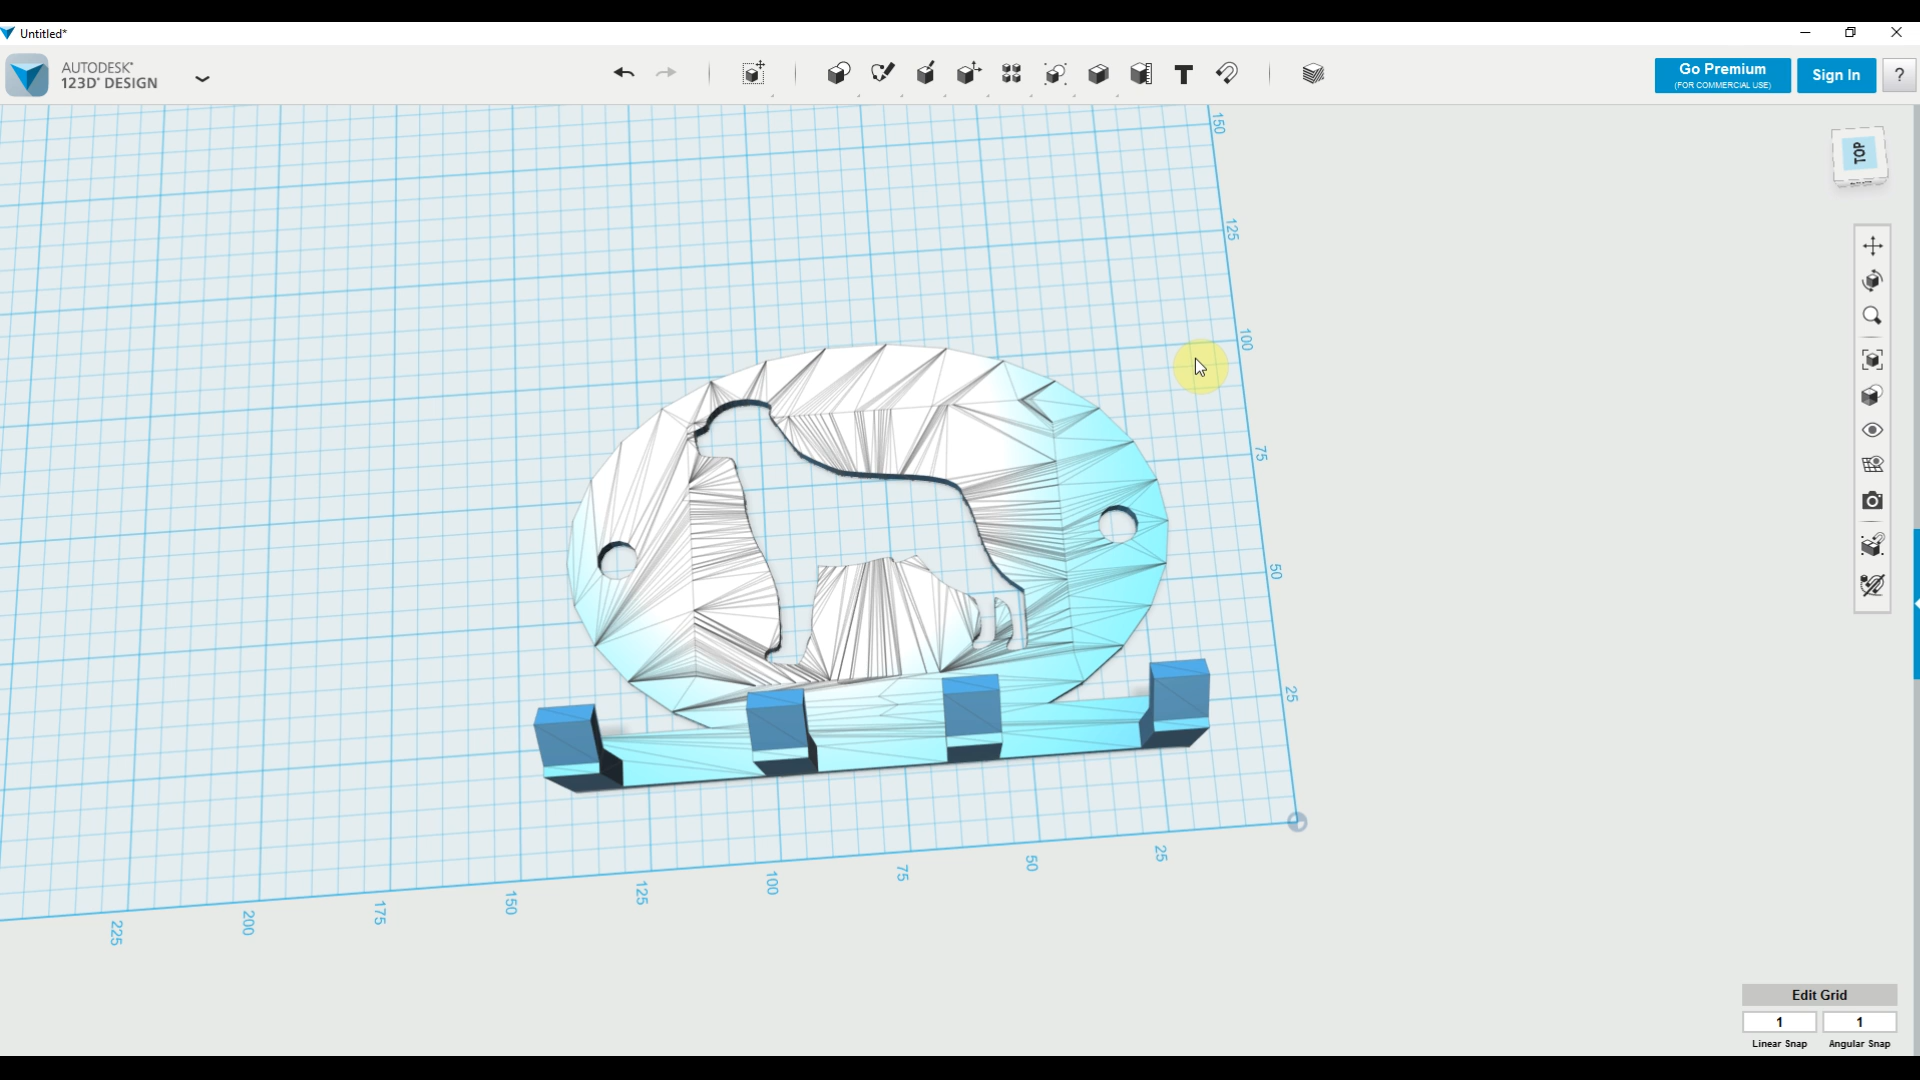 Untitled*
AUTODESK®
123D® DESIGN
Go Premium
(FOR COMMERCIAL USE)
Sign In
?
TOP
150
125
100
75
50
25
225
200
175
150
125
100
75
50
25
Edit Grid
1
1
Linear Snap
Angular Snap